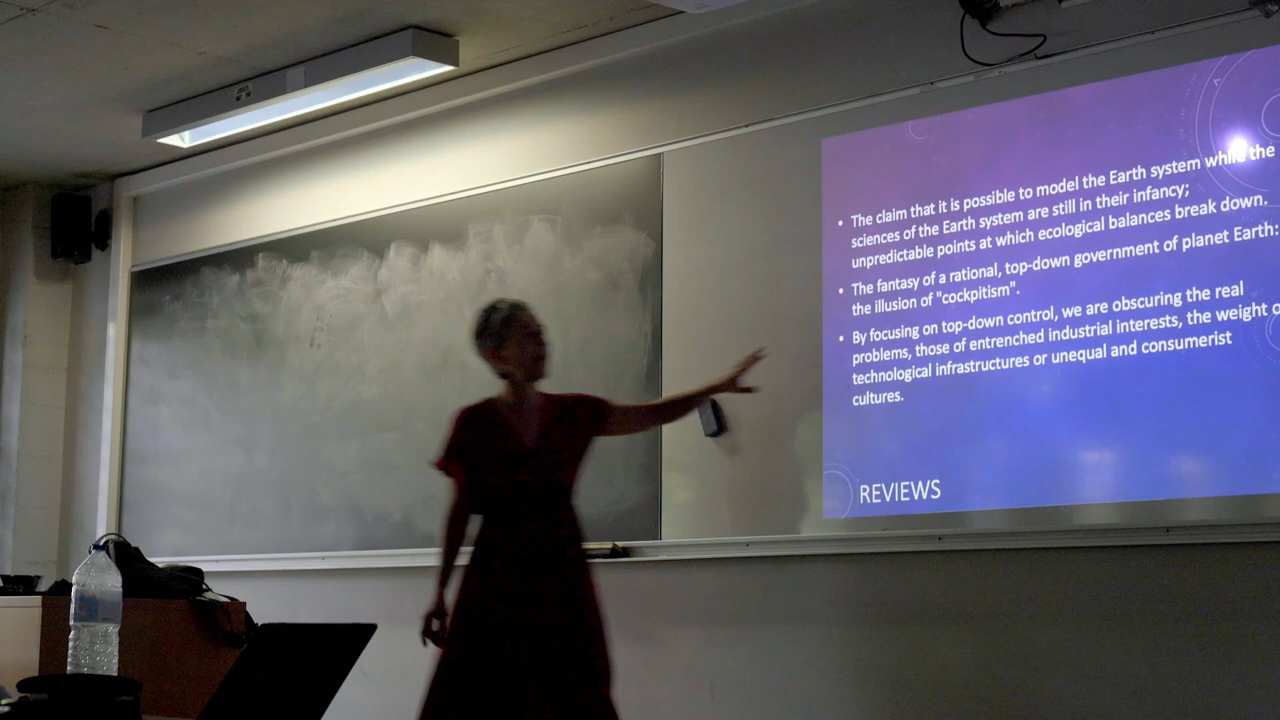 • The claim that it is possible to model the Earth system while the
sciences of the Earth system are still in their infancy;
unpredictable points at which ecological balances break down.
• The fantasy of a rational, top-down government of planet Earth:
the illusion of "cockpitism".
• By focusing on top-down control, we are obscuring the real
problems, those of entrenched industrial interests, the weight
technological infrastructures or unequal and consumerist
cultures.
REVIEWS